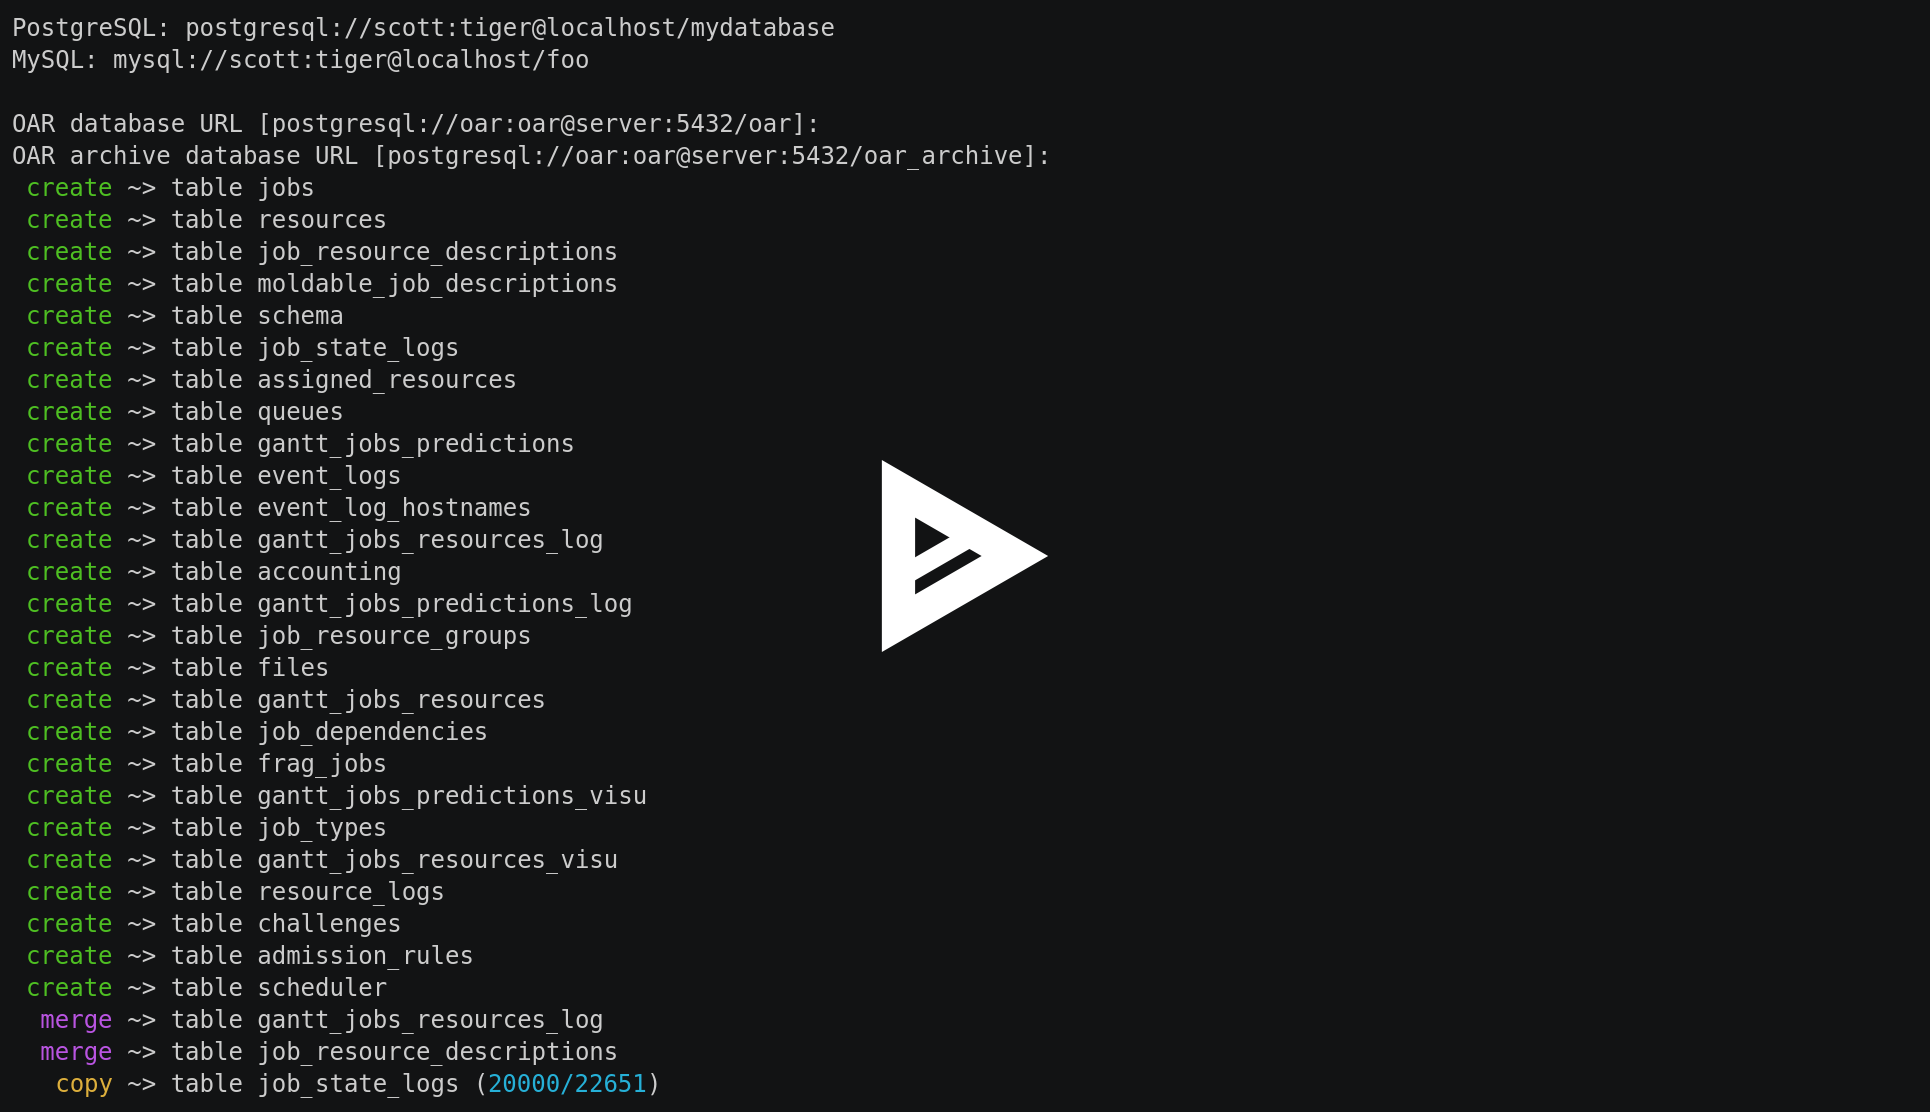 PostgreSQL: postgresql://scott:tiger@localhost/mydatabase
MySQL: mysql://scott:tiger@localhost/foo
OAR database URL [postgresql://oar:oar@server:5432/oar]:
OAR archive database URL [postgresql://oar:oar@server:5432/oar_archive]:
create ~> table jobs
create ~> table resources
create ~> table job_resource_descriptions
create ~> table moldable_job_descriptions
create ~> table schema
create ~> table job_state_logs
create ~> table assigned_resources
create ~> table queues
create ~> table gantt_jobs_predictions
create ~> table event_logs
create ~> table event_log_hostnames
create ~> table gantt_jobs_resources_log
create ~> table accounting
create ~> table gantt_jobs_predictions_log
create ~> table job_resource_groups
create ~> table files
create ~> table gantt_jobs_resources
create ~> table job_dependencies
create ~> table frag_jobs
create ~> table gantt_jobs_predictions_visu
create ~> table job_types
create ~> table gantt_jobs_resources_visu
create ~> table resource_logs
create ~> table challenges
create ~> table admission_rules
create ~> table scheduler
merge ~> table gantt_jobs_resources_log
merge ~> table job_resource_descriptions
copy ~> table job_state_logs (20000/22651)